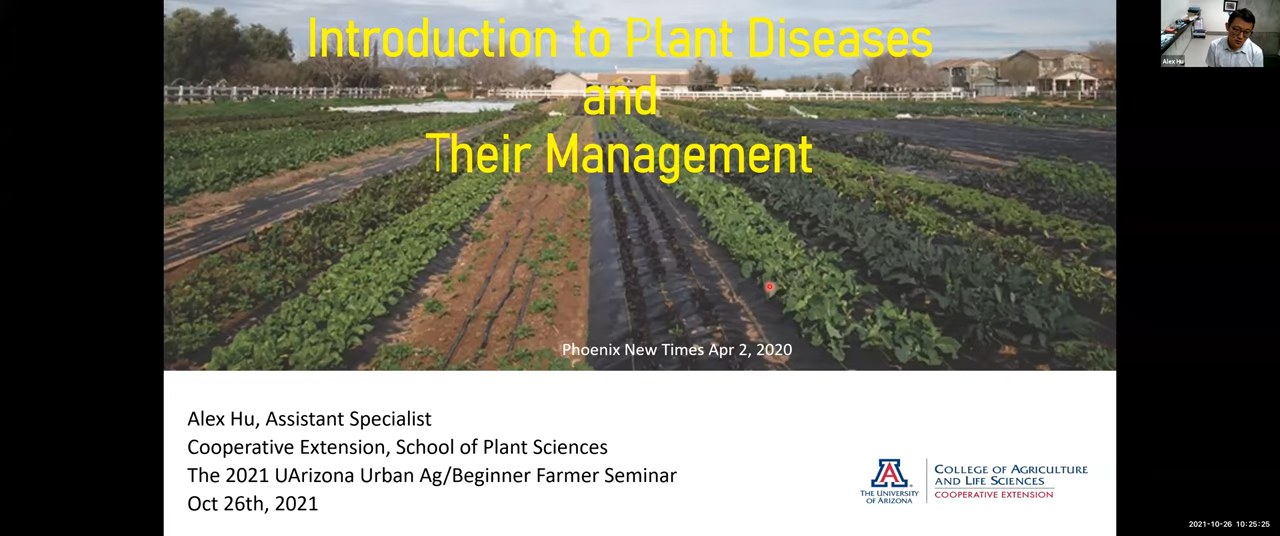 Introduction to Plant Diseases
and
Their Management
Alex Hu
Phoenix New Times Apr 2, 2020
Alex Hu, Assistant Specialist
Cooperative Extension, School of Plant Sciences
The 2021 UArizona Urban Ag/Beginner Farmer Seminar
Oct 26th, 2021
THE UNIVERSITY
OF ARIZONA
COLLEGE OF AGRICULTURE
AND LIFE SCIENCES
COOPERATIVE EXTENSION
2021-10-26 10:25:25